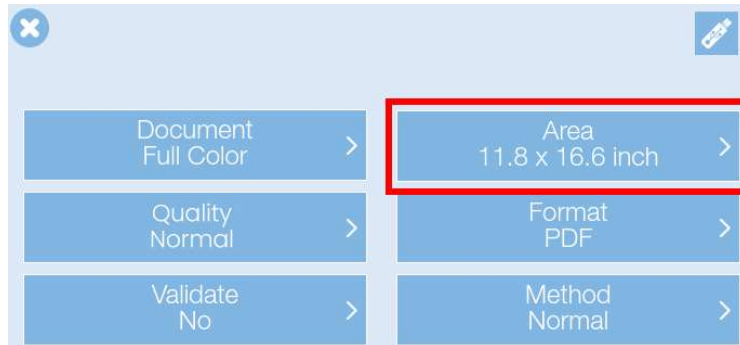 Document
Full Color
Area
11.8 x 16.6 inch
Quality
Normal
Format
PDF
Validate
No
Method
Normal